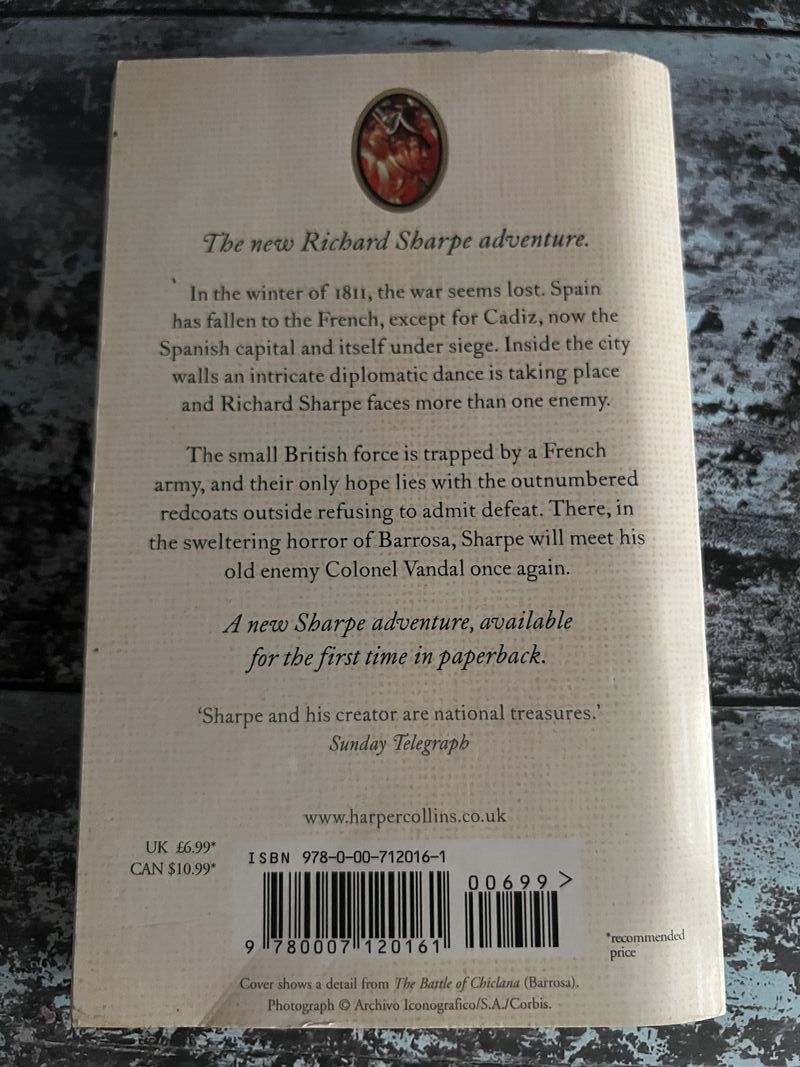 The new Richard Sharpe adventure.
In the winter of 1811, the war seems lost. Spain
has fallen to the French, except for Cadiz, now the
Spanish capital and itself under siege. Inside the city
walls an intricate diplomatic dance is taking place
and Richard Sharpe faces more than one enemy.
The small British force is trapped by a French
army, and their only hope lies with the outnumbered
redcoats outside refusing to admit defeat. There, in
the sweltering horror of Barrosa, Sharpe will meet his
old enemy Colonel Vandal once again.
A new Sharpe adventure, available
for the first time in paperback.
‘Sharpe and his creator are national treasures.’
Sunday Telegraph
www.harpercollins.co.uk
UK £6.99*
CAN $10.99*
ISBN 978-0-00-712016-1
00699 >
9 780007 120161
*recommended
price
Cover shows a detail from The Battle of Chiclana (Barrosa).
Photograph © Archivo Iconografico/S.A./Corbis.